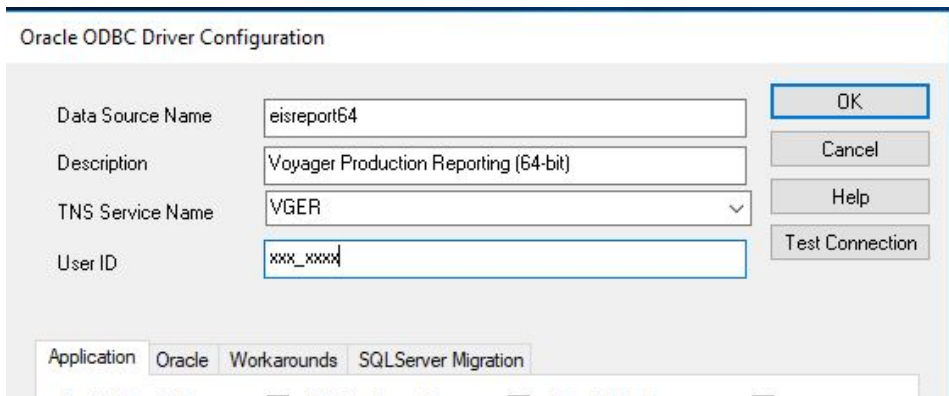 Oracle ODBC Driver Configuration
Data Source Name eisreport64 OK
Description Voyager Production Reporting (64-bit) Cancel
TNS Service Name VGER Help
User ID xxx_xxxx Test Connection
Application Oracle Workarounds SQLServer Migration